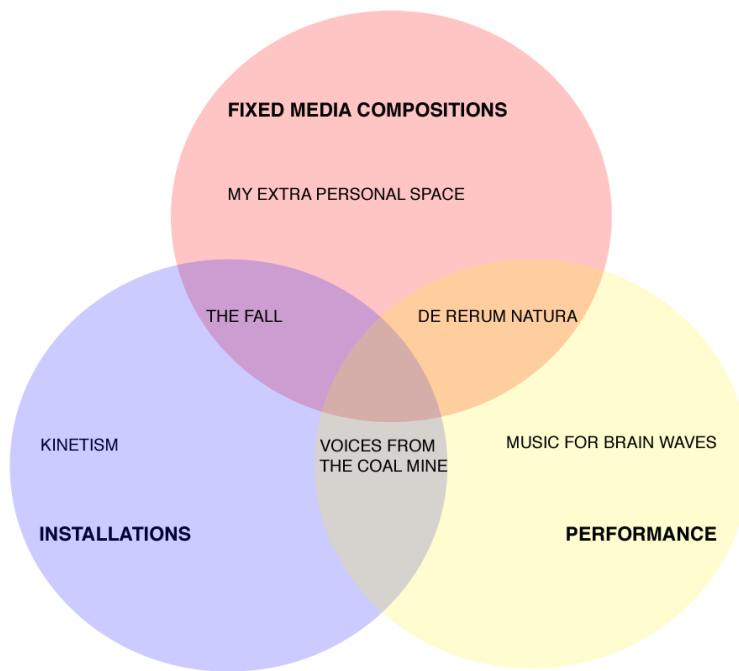 FIXED MEDIA COMPOSITIONS
MY EXTRA PERSONAL SPACE
THE FALL
DE RERUM NATURA
KINETISM
VOICES FROM
THE COAL MINE
MUSIC FOR BRAIN WAVES
INSTALLATIONS
PERFORMANCE